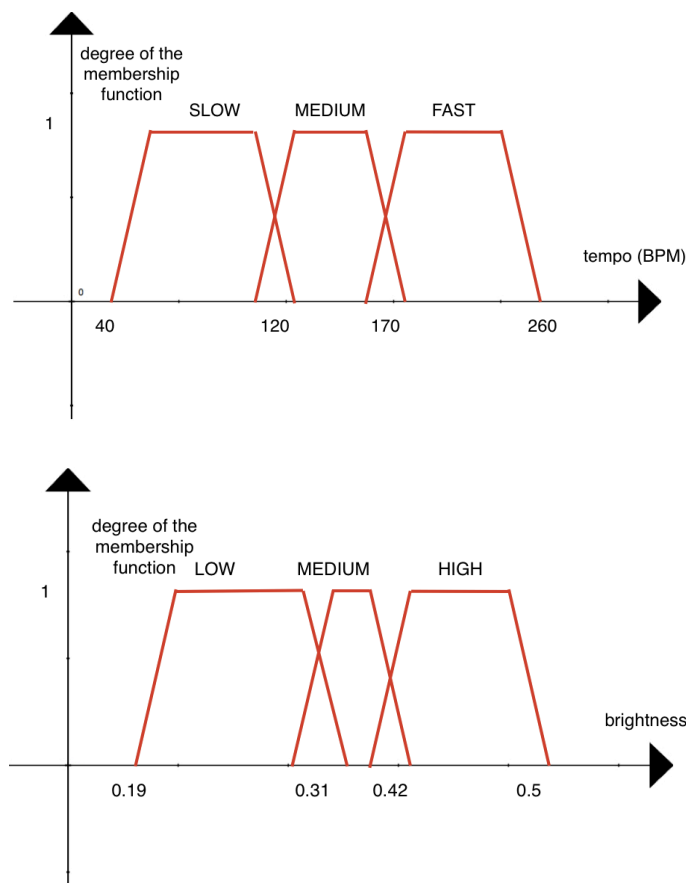 degree of the
membership
function
SLOW MEDIUM FAST
1
tempo (BPM)
0
40 120 170 260
degree of the
membership
function LOW MEDIUM HIGH
1
brightness
0.19 0.31 0.42 0.5